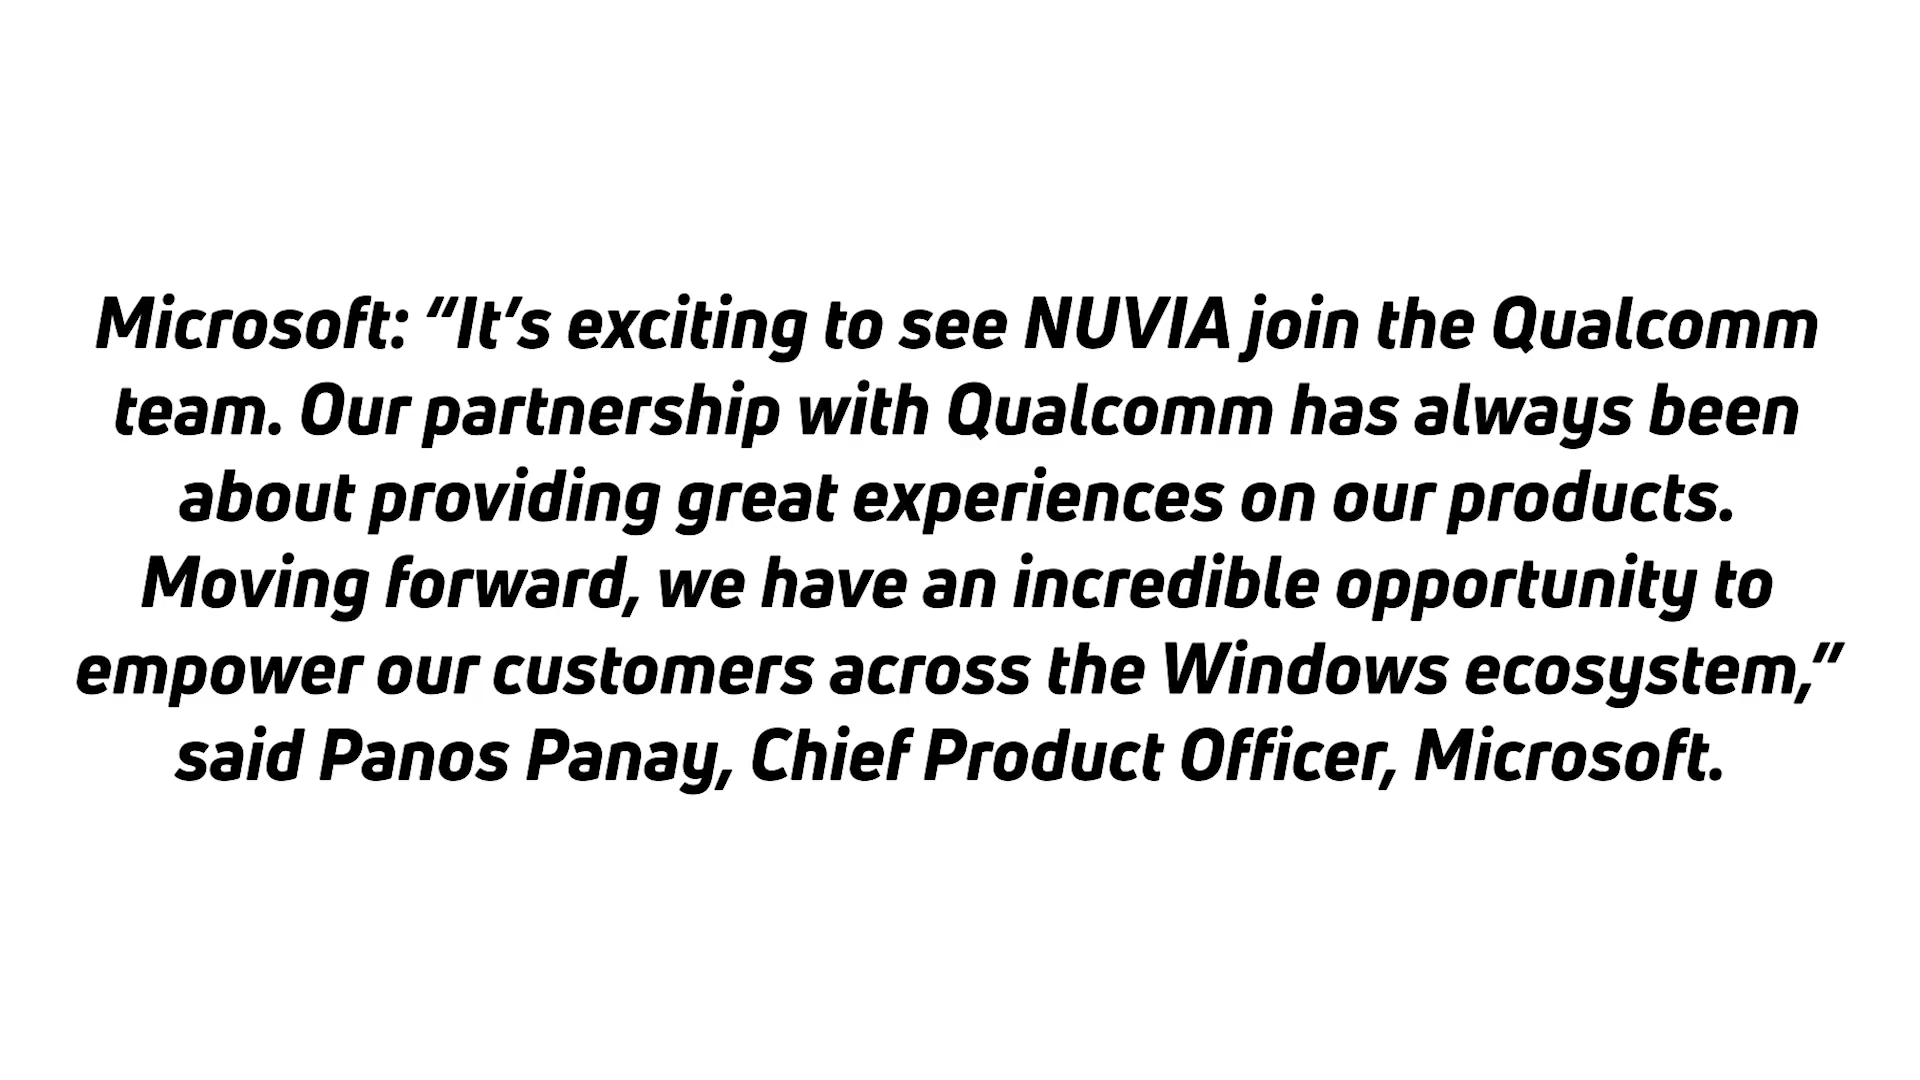 Microsoft: “It’s exciting to see NUVIA join the Qualcomm
team. Our partnership with Qualcomm has always been
about providing great experiences on our products.
Moving forward, we have an incredible opportunity to
empower our customers across the Windows ecosystem,”
said Panos Panay, Chief Product Officer, Microsoft.